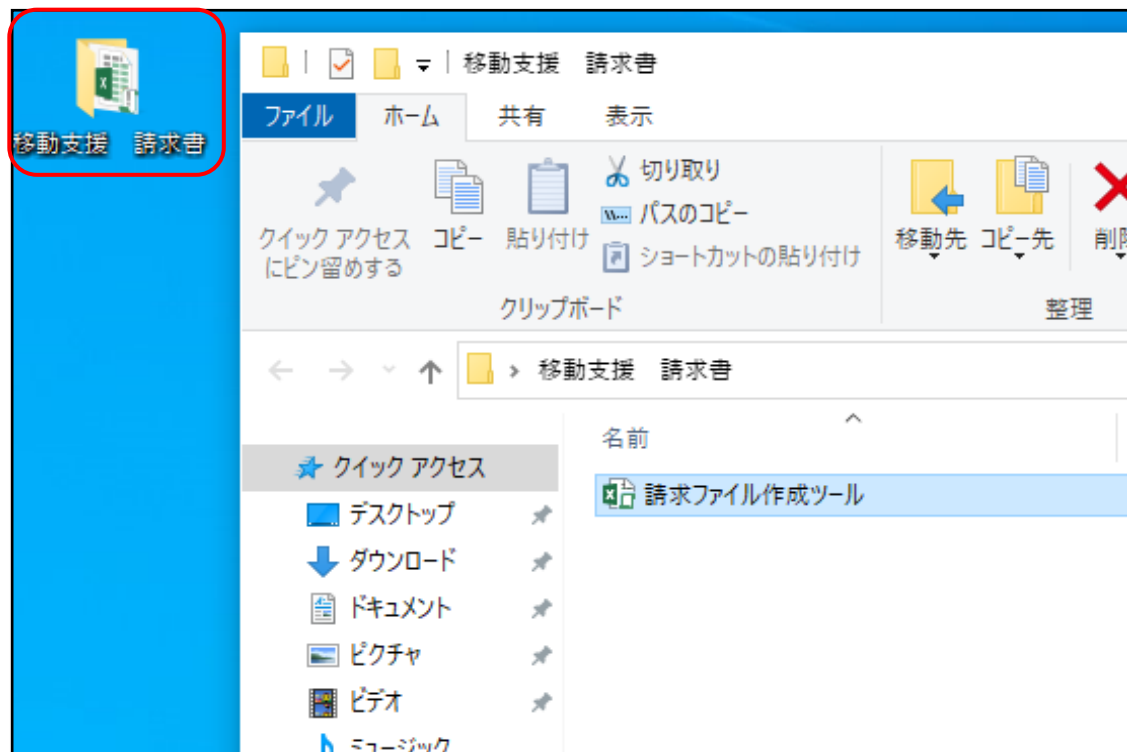 移動支援　請求書
移動支援　請求書
ファイル ホーム 共有 表示
クイック アクセス
にピン留めする
コピー
貼り付け
切り取り
パスのコピー
ショートカットの貼り付け
移動先 コピー先
クリップボード 整理
移動支援　請求書
名前
クイック アクセス
請求ファイル作成ツール
デスクトップ
ダウンロード
ドキュメント
ピクチャ
ビデオ
ミュージック